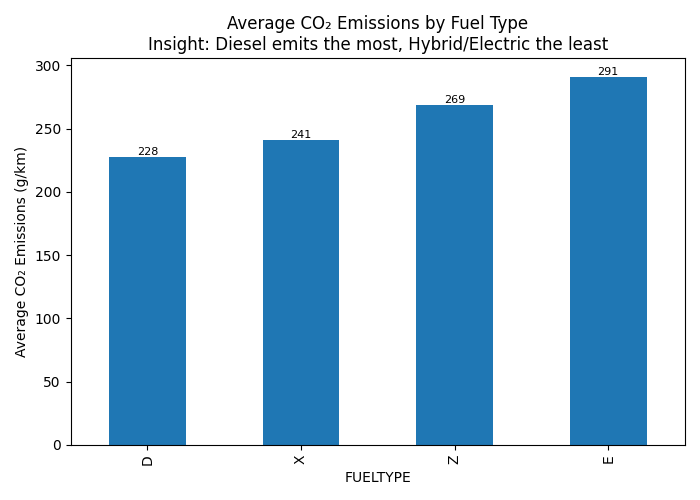 Average CO₂ Emissions by Fuel Type
Insight: Diesel emits the most, Hybrid/Electric the least
Average CO₂ Emissions (g/km)
300
250
200
150
100
50
0
228
241
269
291
D
X
Z
E
FUELTYPE